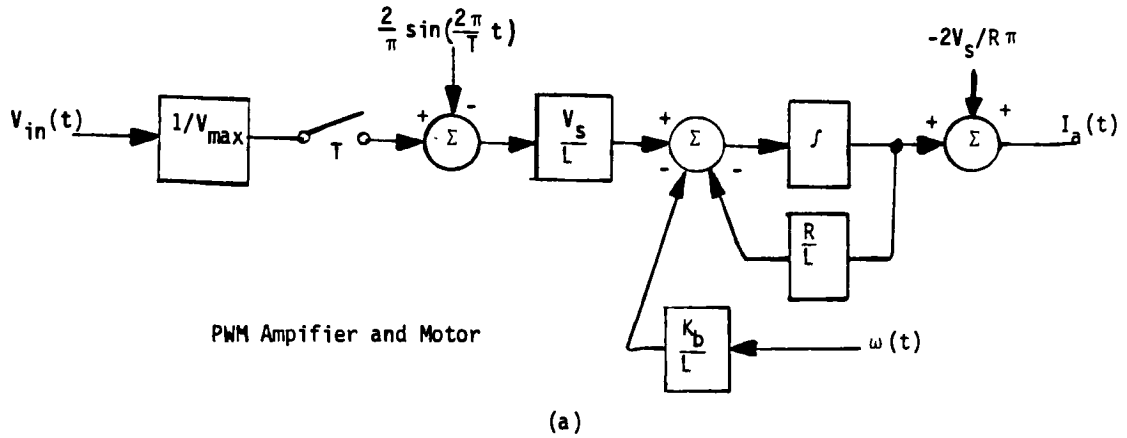 2/π sin(2π/T t)
-2V_s/Rπ
V_in(t)
1/V_max
T
+
-
Σ
V_s/L
+
-
-
Σ
∫
+
+
Σ
I_a(t)
R/L
K_b/L
ω(t)
PWM Ampifier and Motor
(a)